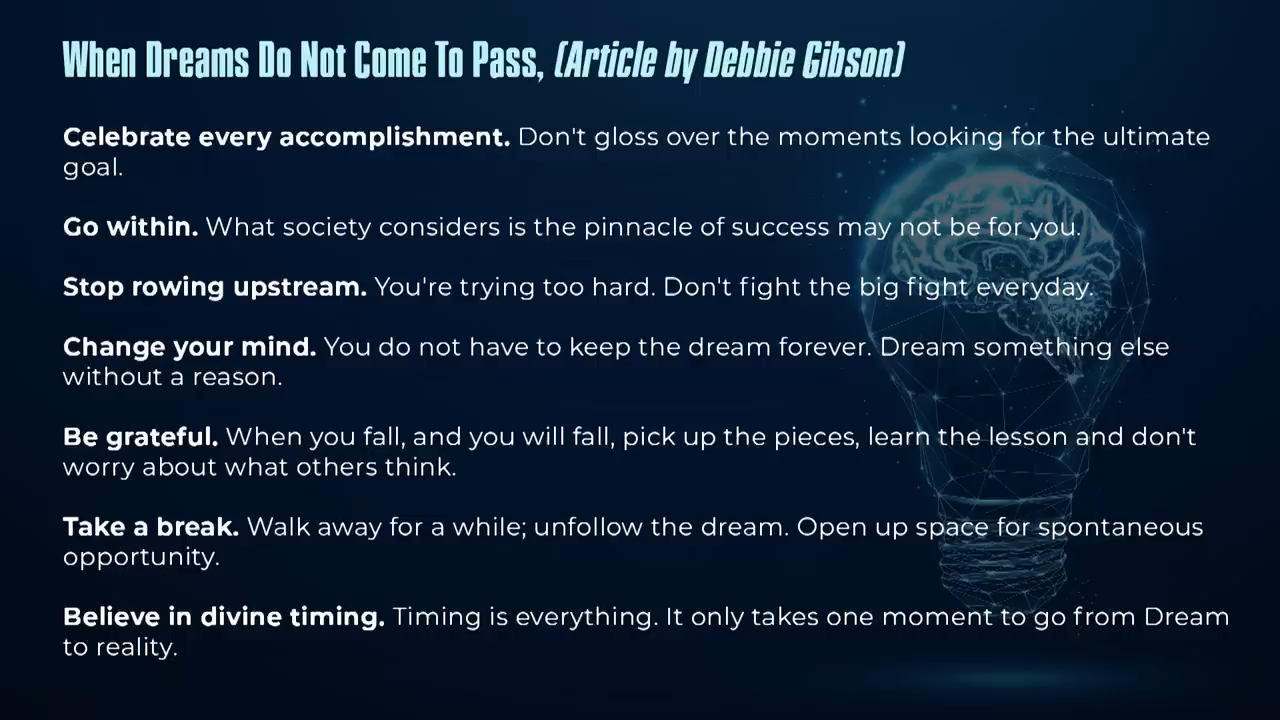 When Dreams Do Not Come To Pass, (Article by Debbie Gibson)
Celebrate every accomplishment. Don't gloss over the moments looking for the ultimate
goal.
Go within. What society considers is the pinnacle of success may not be for you.
Stop rowing upstream. You're trying too hard. Don't fight the big fight everyday.
Change your mind. You do not have to keep the dream forever. Dream something else
without a reason.
Be grateful. When you fall, and you will fall, pick up the pieces, learn the lesson and don't
worry about what others think.
Take a break. Walk away for a while; unfollow the dream. Open up space for spontaneous
opportunity.
Believe in divine timing. Timing is everything. It only takes one moment to go from Dream
to reality.